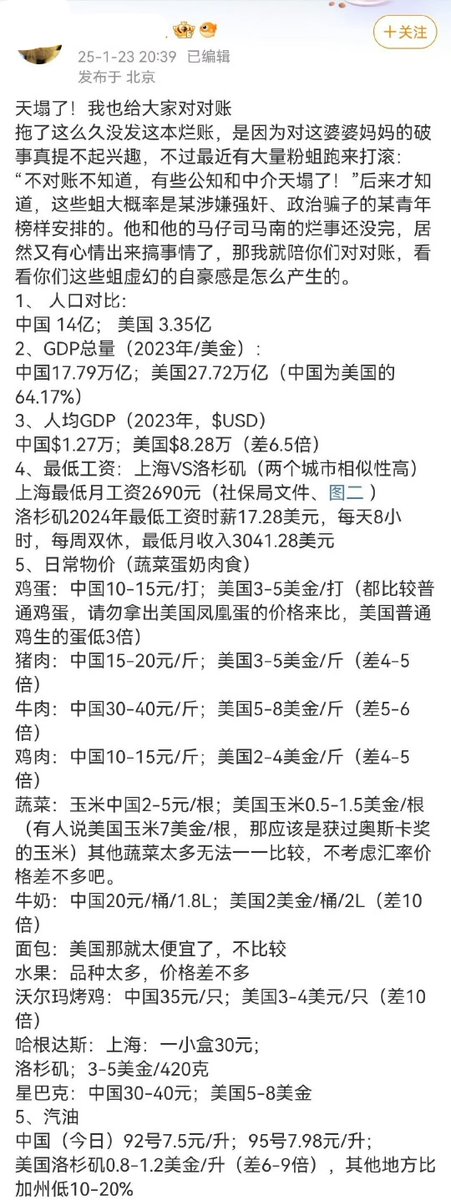 +关注
25-1-23 20:39 已编辑
发布于 北京
天塌了！我也给大家对对账
拖了这么久没发这本烂账，是因为对这婆婆妈妈的破
事真提不起兴趣，不过最近有大量粉蛆跑来打滚：
“不对账不知道，有些公知和中介天塌了！”后来才知
道，这些蛆大概率是某涉嫌强奸、政治骗子的某青年
榜样安排的。他和他的马仔司马南的烂事还没完，居
然又有心情出来搞事情了，那我就陪你们对对账，看
看你们这些蛆虚幻的自豪感是怎么产生的。
1、 人口对比：
中国 14亿； 美国 3.35亿
2、GDP总量（2023年/美金）：
中国17.79万亿；美国27.72万亿（中国为美国的
64.17%）
3、人均GDP（2023年，$USD）
中国$1.27万；美国$8.28万（差6.5倍）
4、最低工资：上海VS洛杉矶（两个城市相似性高）
上海最低月工资2690元（社保局文件、图二 ）
洛杉矶2024年最低工资时薪17.28美元，每天8小
时，每周双休，最低月收入3041.28美元
5、日常物价（蔬菜蛋奶肉食）
鸡蛋：中国10-15元/打；美国3-5美金/打（都比较普
通鸡蛋，请勿拿出美国凤凰蛋的价格来比，美国普通
鸡生的蛋低3倍）
猪肉：中国15-20元/斤；美国3-5美金/斤（差4-5
倍）
牛肉：中国30-40元/斤；美国5-8美金/斤（差5-6
倍）
鸡肉：中国10-15元/斤；美国2-4美金/斤（差4-5
倍）
蔬菜：玉米中国2-5元/根；美国玉米0.5-1.5美金/根
（有人说美国玉米7美金/根，那应该是获过奥斯卡奖
的玉米）其他蔬菜太多无法一一比较，不考虑汇率价
格差不多吧。
牛奶：中国20元/桶/1.8L；美国2美金/桶/2L（差10
倍）
面包：美国那就太便宜了，不比较
水果：品种太多，价格差不多
沃尔玛烤鸡：中国35元/只；美国3-4美元/只（差10
倍）
哈根达斯：上海：一小盒30元；
洛杉矶；3-5美金/420克
星巴克：中国30-40元；美国5-8美金
5、汽油
中国（今日）92号7.5元/升；95号7.98元/升；
美国洛杉矶0.8-1.2美金/升（差6-9倍），其他地方比
加州低10-20%